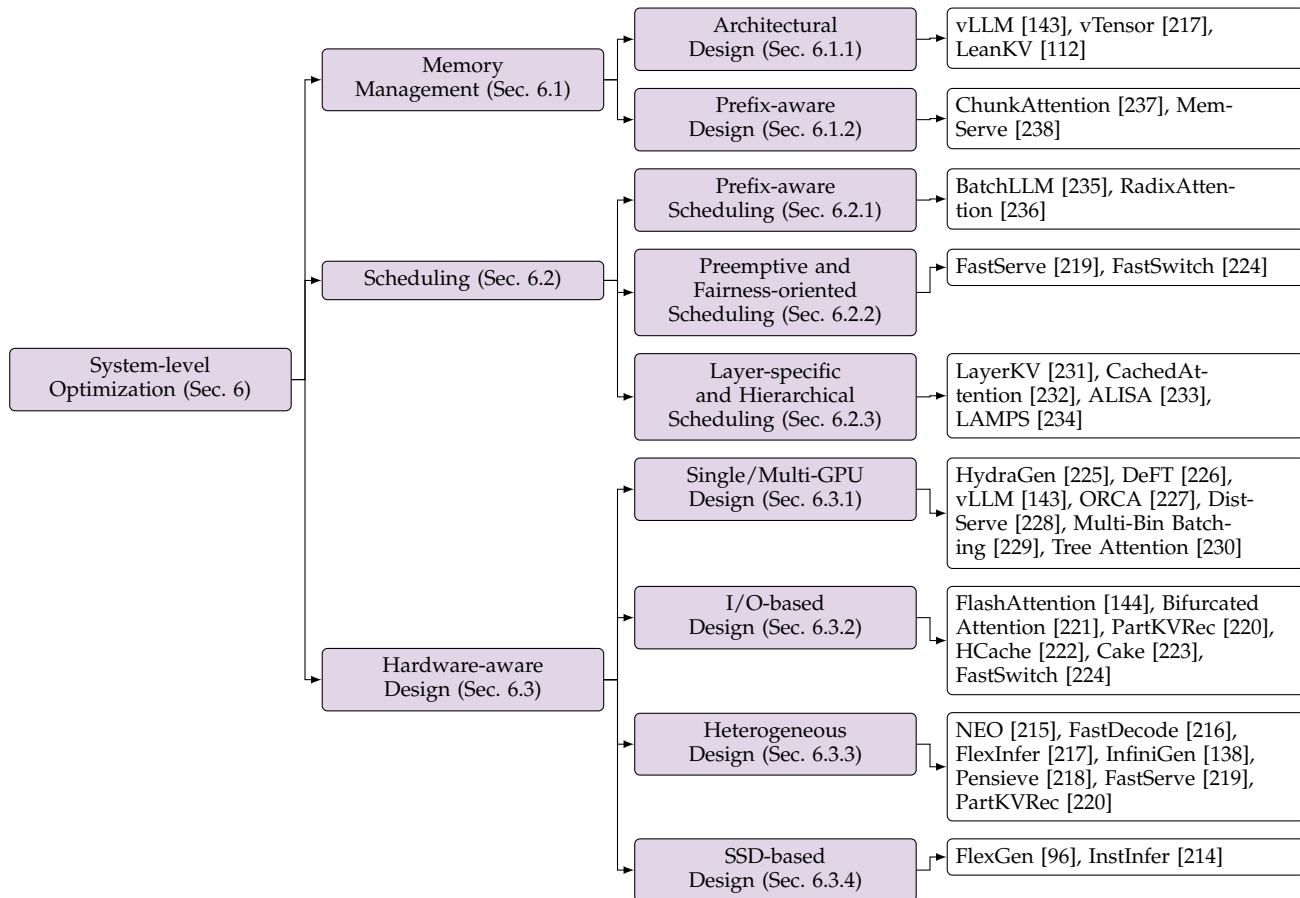 System-level
Optimization (Sec. 6)
Memory
Management (Sec. 6.1)
Architectural
Design (Sec. 6.1.1)
vLLM [143], vTensor [217],
LeanKV [112]
Prefix-aware
Design (Sec. 6.1.2)
ChunkAttention [237], Mem-
Serve [238]
Scheduling (Sec. 6.2)
Prefix-aware
Scheduling (Sec. 6.2.1)
BatchLLM [235], RadixAtten-
tion [236]
Preemptive and
Fairness-oriented
Scheduling (Sec. 6.2.2)
FastServe [219], FastSwitch [224]
Layer-specific
and Hierarchical
Scheduling (Sec. 6.2.3)
LayerKV [231], CachedAt-
tention [232], ALISA [233],
LAMPS [234]
Hardware-aware
Design (Sec. 6.3)
Single/Multi-GPU
Design (Sec. 6.3.1)
HydraGen [225], DeFT [226],
vLLM [143], ORCA [227], Dist-
Serve [228], Multi-Bin Batch-
ing [229], Tree Attention [230]
I/O-based
Design (Sec. 6.3.2)
FlashAttention [144], Bifurcated
Attention [221], PartKVRec [220],
HCache [222], Cake [223],
FastSwitch [224]
Heterogeneous
Design (Sec. 6.3.3)
NEO [215], FastDecode [216],
FlexInfer [217], InfiniGen [138],
Pensieve [218], FastServe [219],
PartKVRec [220]
SSD-based
Design (Sec. 6.3.4)
FlexGen [96], InstInfer [214]